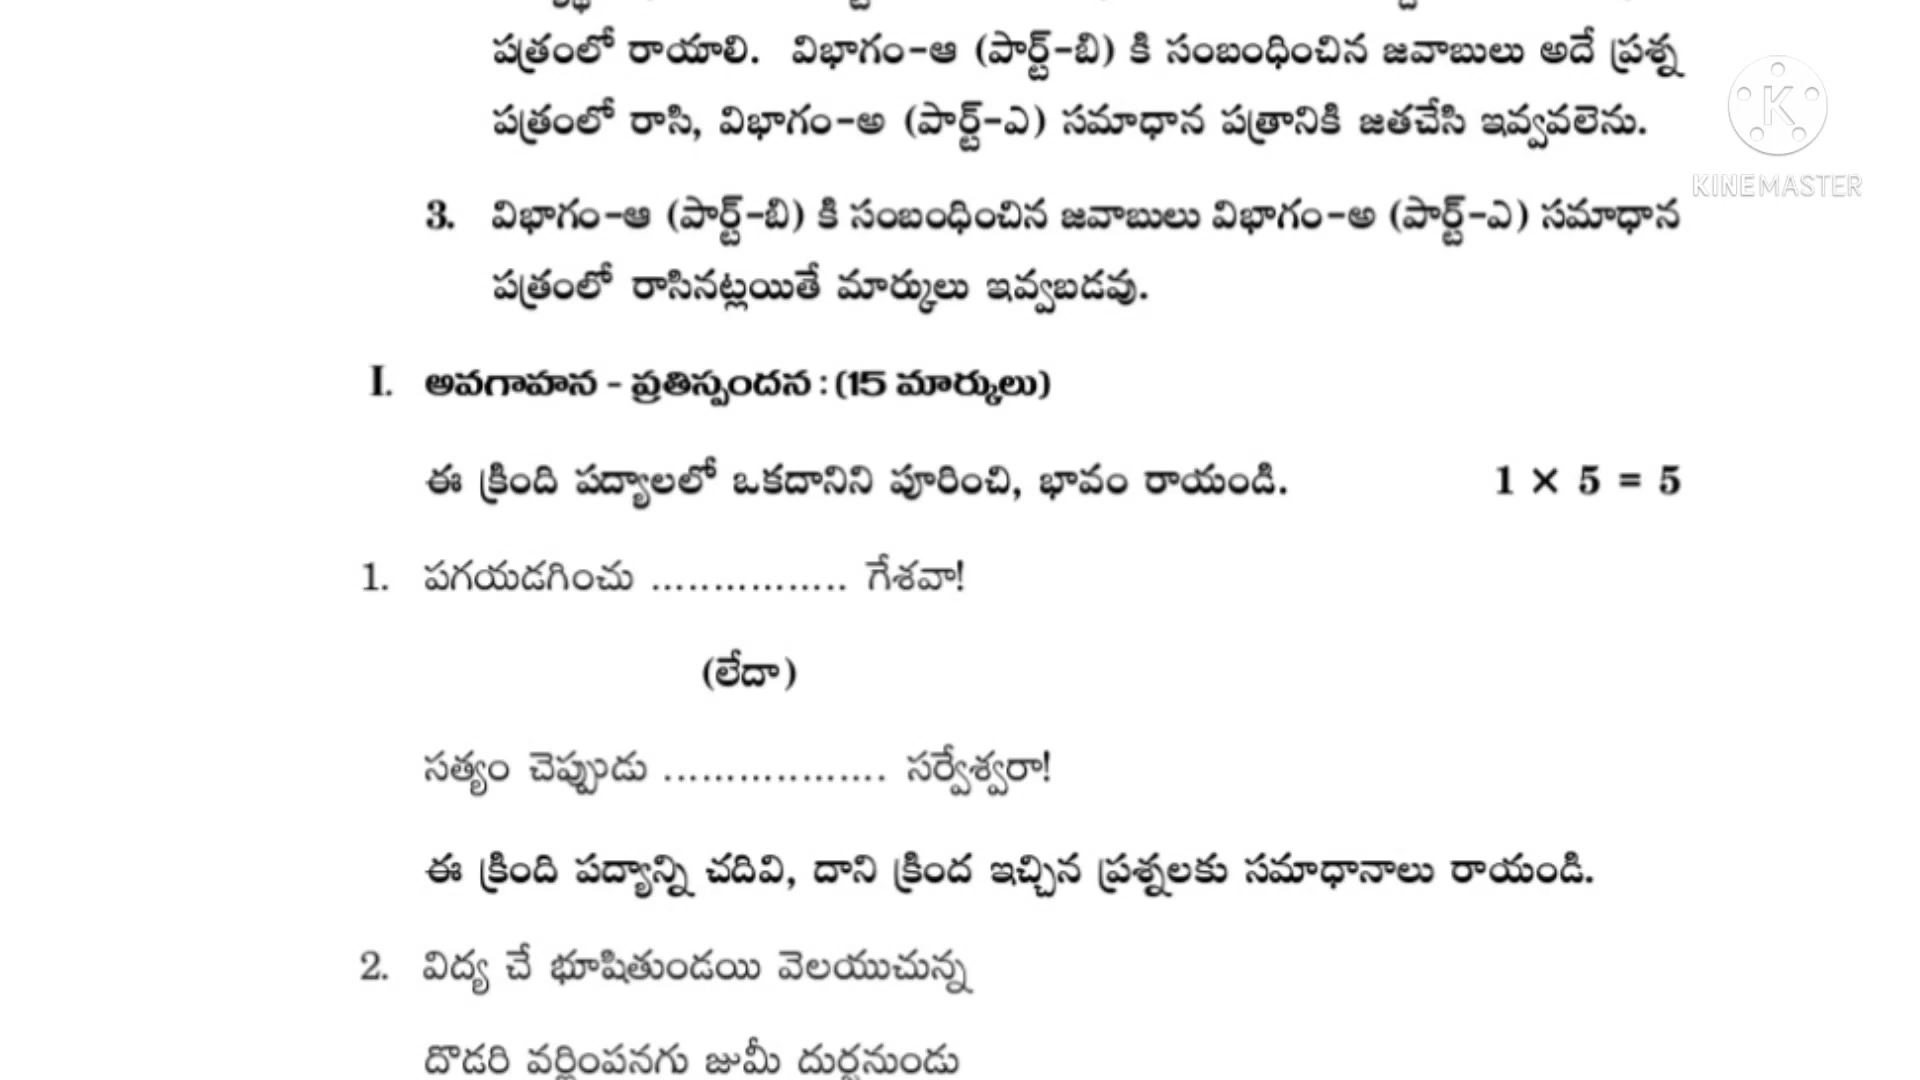 పత్రంలో రాయాలి. విభాగం-ఆ (పార్ట్-బి) కి సంబంధించిన జవాబులు అదే ప్రశ్న
పత్రంలో రాసి, విభాగం-అ (పార్ట్-ఎ) సమాధాన పత్రానికి జతచేసి ఇవ్వవలెను.
KINEMASTER
3. విభాగం-ఆ (పార్ట్-బి) కి సంబంధించిన జవాబులు విభాగం-అ (పార్ట్-ఎ) సమాధాన
పత్రంలో రాసినట్లయితే మార్కులు ఇవ్వబడవు.
I. అవగాహన - ప్రతిస్పందన : (15 మార్కులు)
ఈ క్రింది పద్యాలలో ఒకదానిని పూరించి, భావం రాయండి. 1 × 5 = 5
1. పగయడగించు ................ గేశవా!
(లేదా)
సత్యం చెప్పుడు .................. సర్వేశ్వరా!
ఈ క్రింది పద్యాన్ని చదివి, దాని క్రింద ఇచ్చిన ప్రశ్నలకు సమాధానాలు రాయండి.
2. విద్య చే భూషితుండయి వెలయుచున్న
దొడరి వర్జింపనగు జుమీ దుర్జనుండు